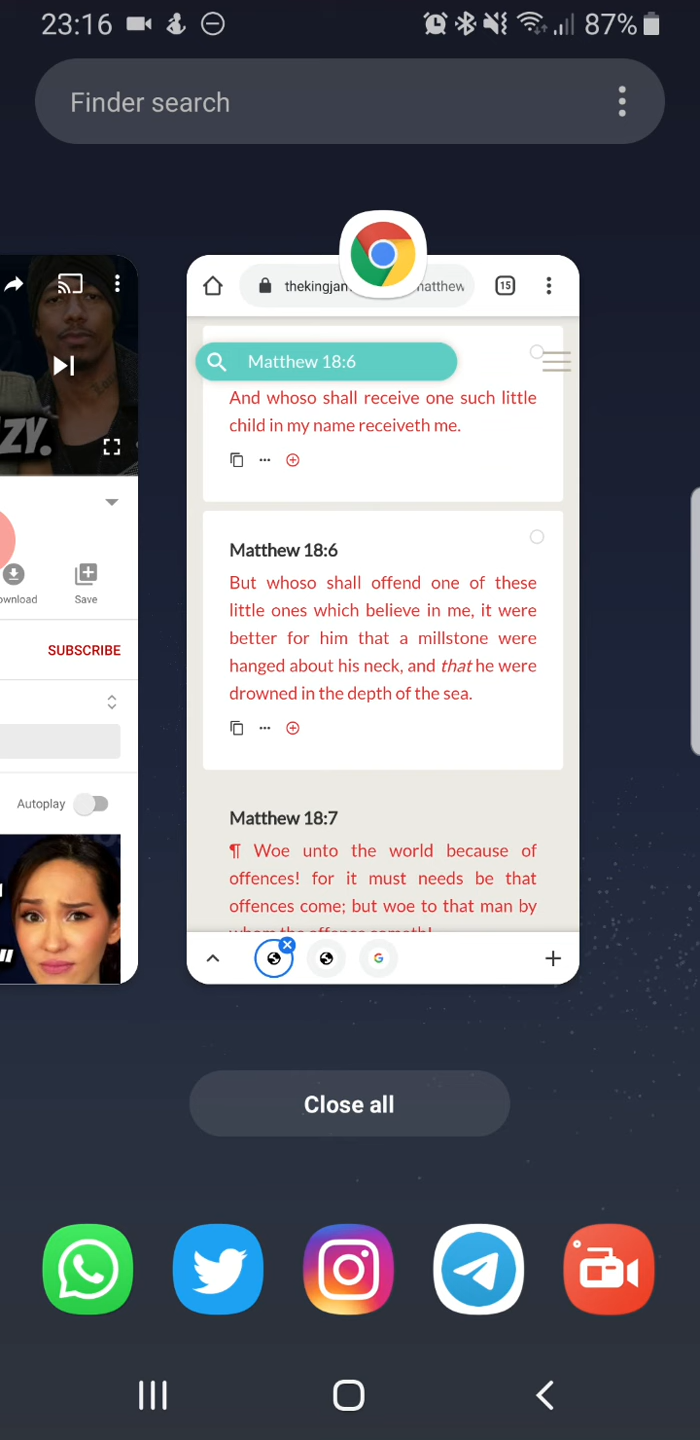 23:16
87%
Finder search
ZY.
Save
SUBSCRIBE
Autoplay
15
Matthew 18:6
And whoso shall receive one such little
child in my name receiveth me.
Matthew 18:6
But whoso shall offend one of these
little ones which believe in me, it were
better for him that a millstone were
hanged about his neck, and that he were
drowned in the depth of the sea.
Matthew 18:7
¶ Woe unto the world because of
offences! for it must needs be that
offences come; but woe to that man by
Close all